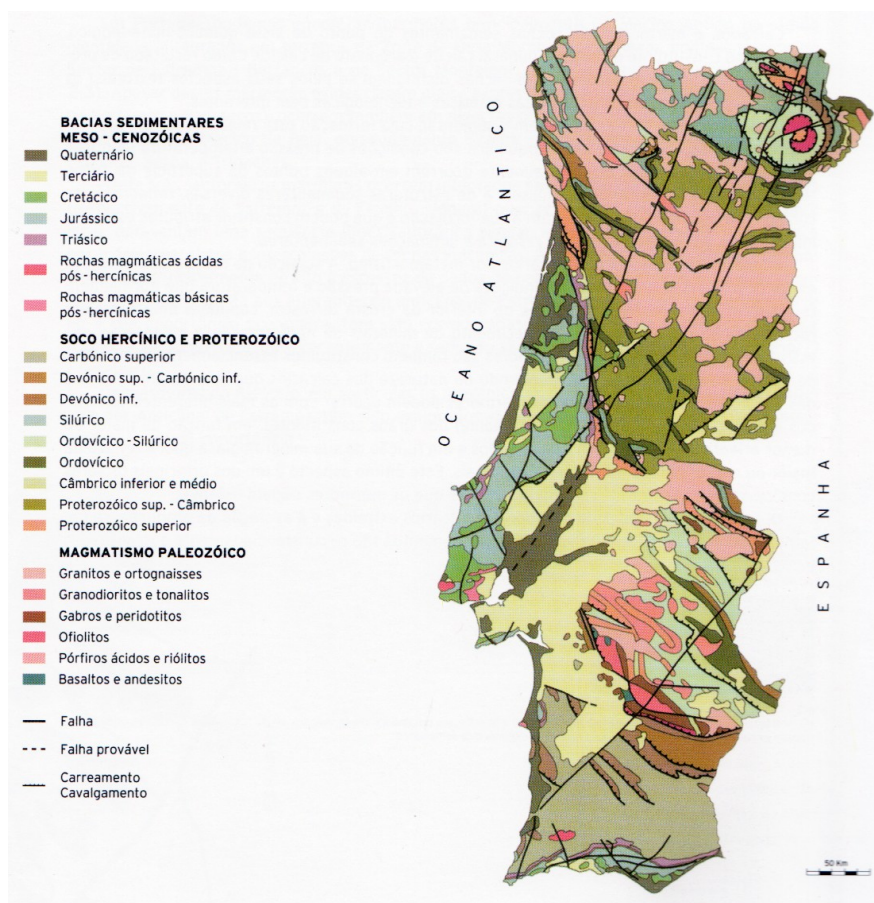 BACIAS SEDIMENTARES
MESO - CENOZÓICAS
Quaternário
Terciário
Cretácico
Jurássico
Triásico
Rochas magmáticas ácidas
pós-hercínicas
Rochas magmáticas básicas
pós-hercínicas
SOCO HERCÍNICO E PROTEROZÓICO
Carbónico superior
Devónico sup. - Carbónico inf.
Devónico inf.
Silúrico
Ordovícico - Silúrico
Ordovícico
Câmbrico inferior e médio
Proterozóico sup. - Câmbrico
Proterozóico superior
MAGMATISMO PALEOZÓICO
Granitos e ortognaisses
Granodioritos e tonalitos
Gabros e peridotitos
Ofiolitos
Pórfiros ácidos e riólitos
Basaltos e andesitos
Falha
Falha provável
Carreamento
Cavalgamento
OCEANO ATLANTICO
ESPANHA
50 Km